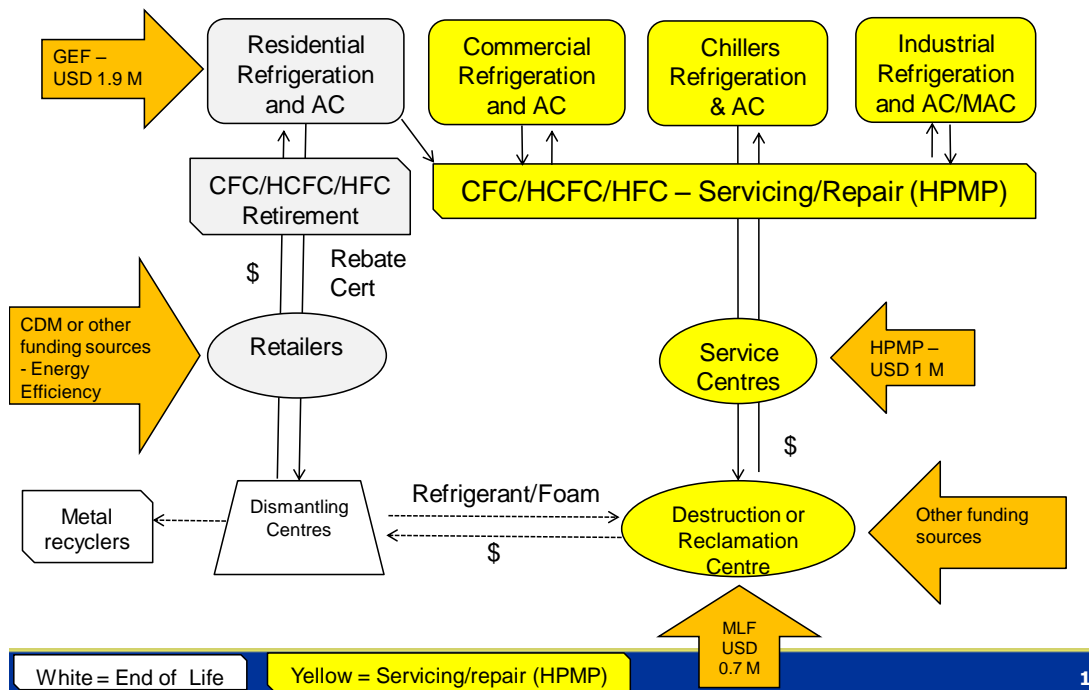 GEF –
USD 1.9 M
Residential
Refrigeration
and AC
Commercial
Refrigeration
and AC
Chillers
Refrigeration
& AC
Industrial
Refrigeration
and AC/MAC
CFC/HCFC/HFC
Retirement
CFC/HCFC/HFC – Servicing/Repair (HPMP)
$
Rebate
Cert
CDM or other
funding sources
- Energy
Efficiency
Retailers
Service
Centres
HPMP –
USD 1 M
$
Metal
recyclers
Dismantling
Centres
Refrigerant/Foam
$
Destruction or
Reclamation
Centre
Other funding
sources
MLF
USD
0.7 M
White = End of Life
Yellow = Servicing/repair (HPMP)
1